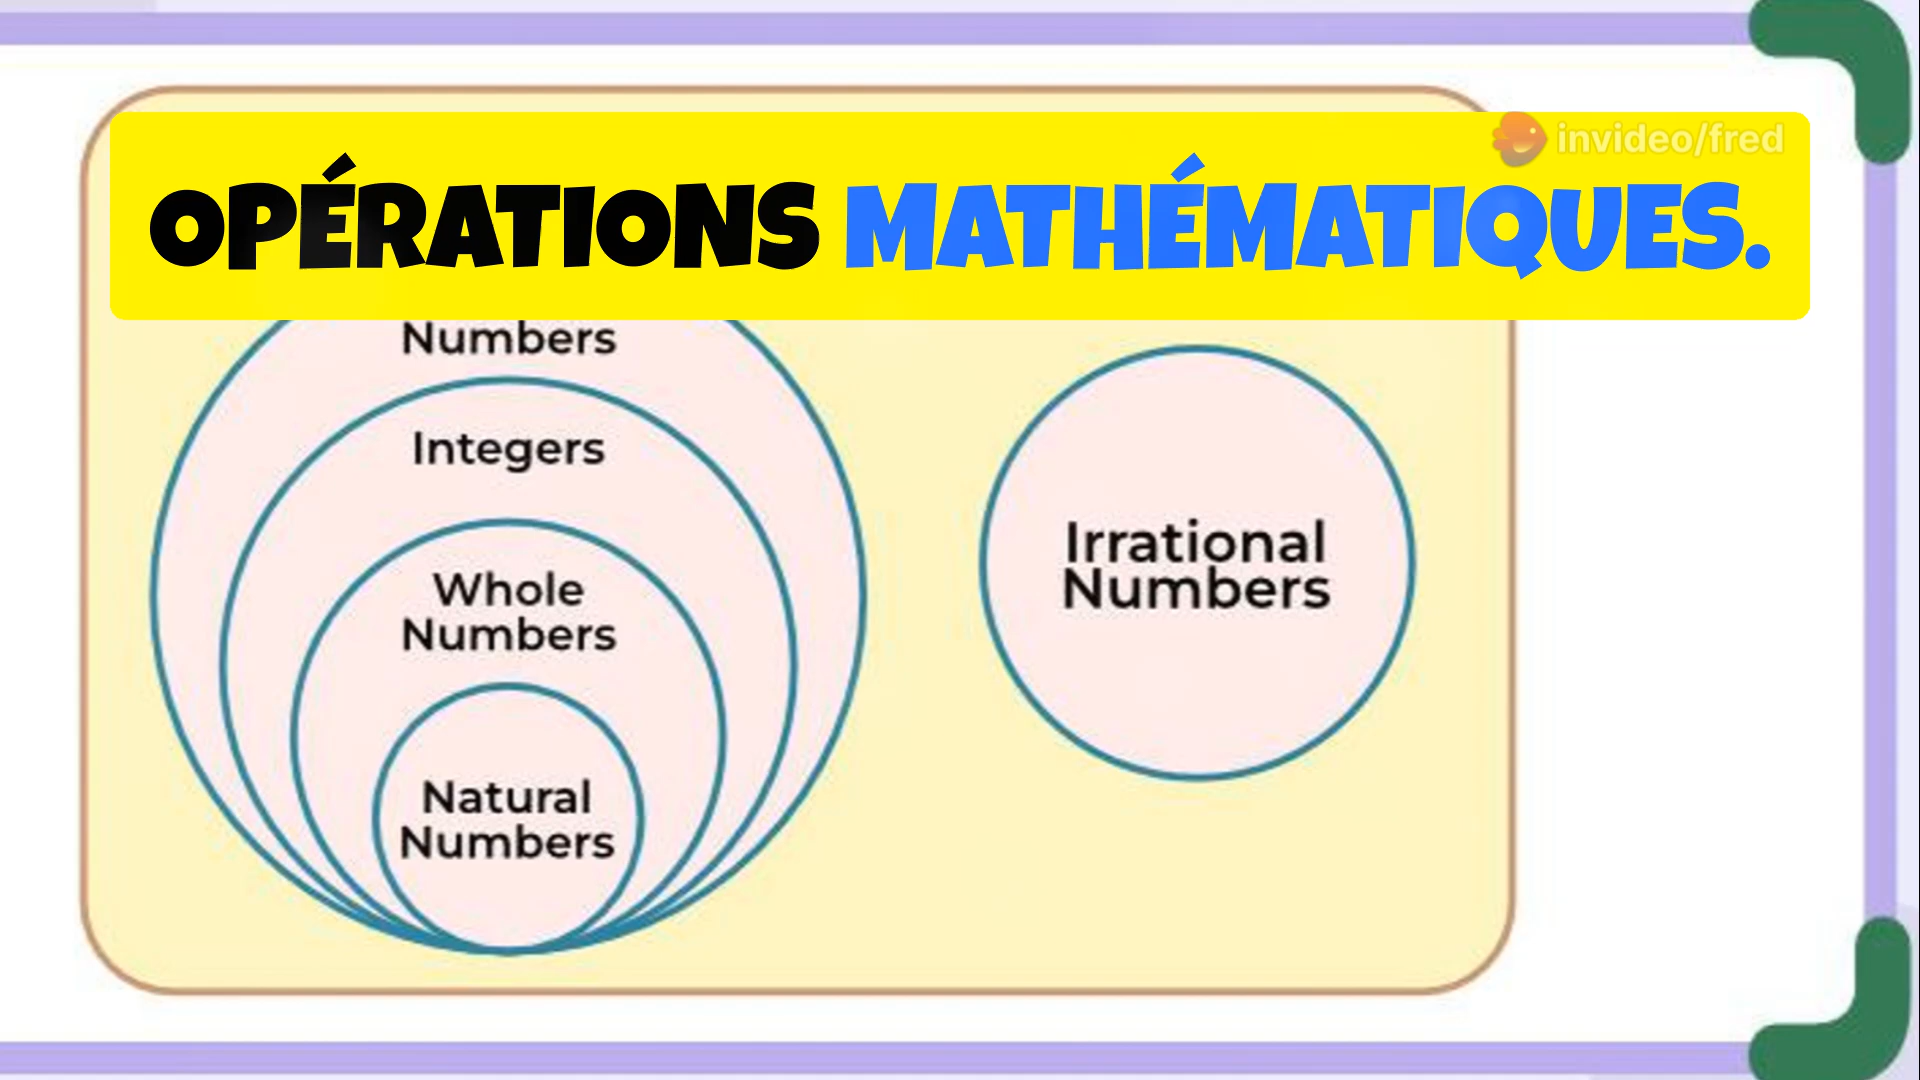 invideo/fred
OPÉRATIONS MATHÉMATIQUES.
Numbers
Integers
Whole
Numbers
Natural
Numbers
Irrational
Numbers